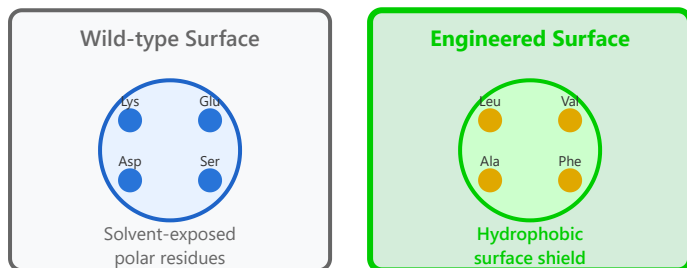 Wild-type Surface
Lys Glu
Asp Ser
Solvent-exposed
polar residues
Engineered Surface
Leu Val
Ala Phe
Hydrophobic
surface shield